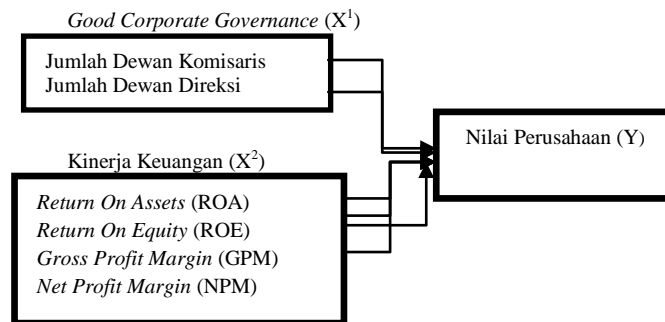 Good Corporate Governance (X¹)
Jumlah Dewan Komisaris
Jumlah Dewan Direksi
Nilai Perusahaan (Y)
Kinerja Keuangan (X²)
Return On Assets (ROA)
Return On Equity (ROE)
Gross Profit Margin (GPM)
Net Profit Margin (NPM)